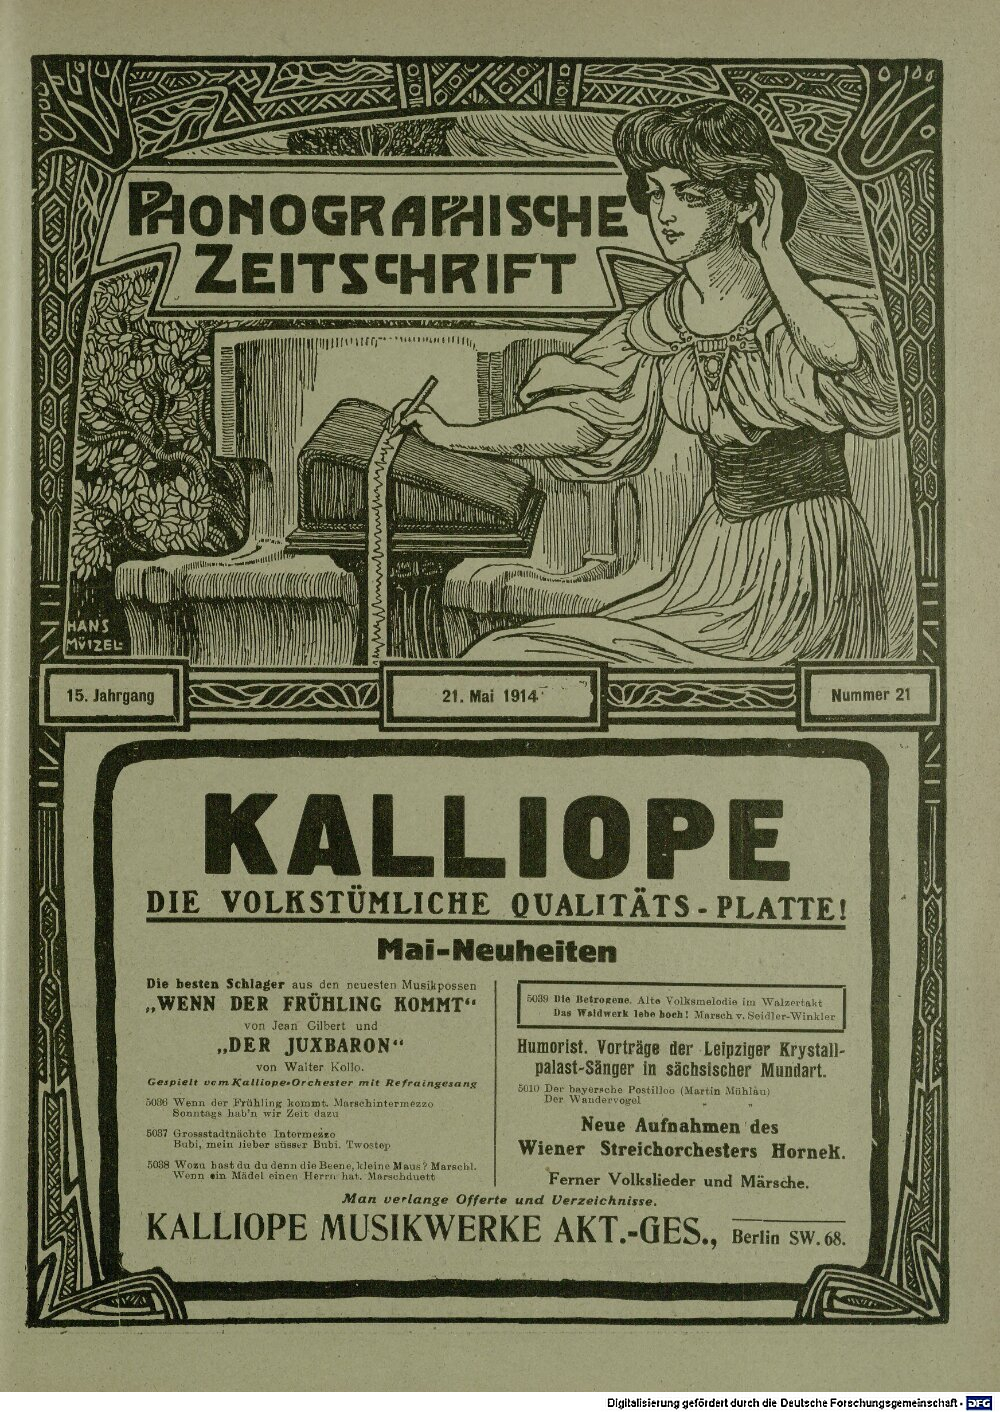 PHONOGRAPHISCHE
ZEITSCHRIFT
HANS
MÜTZEL
15. Jahrgang
21. Mai 1914
Nummer 21
KALLIOPE
DIE VOLKSTÜMLICHE QUALITÄTS-PLATTE!
Mai-Neuheiten
Die besten Schlager aus den neuesten Musikpossen
„WENN DER FRÜHLING KOMMT“
von Jean Gilbert und
„DER JUXBARON“
von Walter Kollo.
Gespielt vom Kalliope-Orchester mit Refraingesang
5036 Wenn der Frühling kommt. Marschintermezzo
Sonntags hab'n wir Zeit dazu
5037 Grossstadtnächte Intermezzo
Bubi, mein lieber süsser Bubi. Twostep
5038 Wozu hast du du denn die Beene, kleine Maus? Marschl.
Wenn ein Mädel einen Herrn hat. Marschduett
5039 Die Betrogene. Alte Volksmelodie im Walzertakt
Das Waidwerk lebe hoch! Marsch v. Seidler-Winkler
Humorist. Vorträge der Leipziger Krystall-
palast-Sänger in sächsischer Mundart.
5010 Der bayersche Postilloo (Martin Mühlau)
Der Wandervogel „ „
Neue Aufnahmen des
Wiener Streichorchesters Hornek.
Ferner Volkslieder und Märsche.
Man verlange Offerte und Verzeichnisse.
KALLIOPE MUSIKWERKE AKT.-GES., Berlin SW. 68.
Digitalisierung gefördert durch die Deutsche Forschungsgemeinschaft - DFG